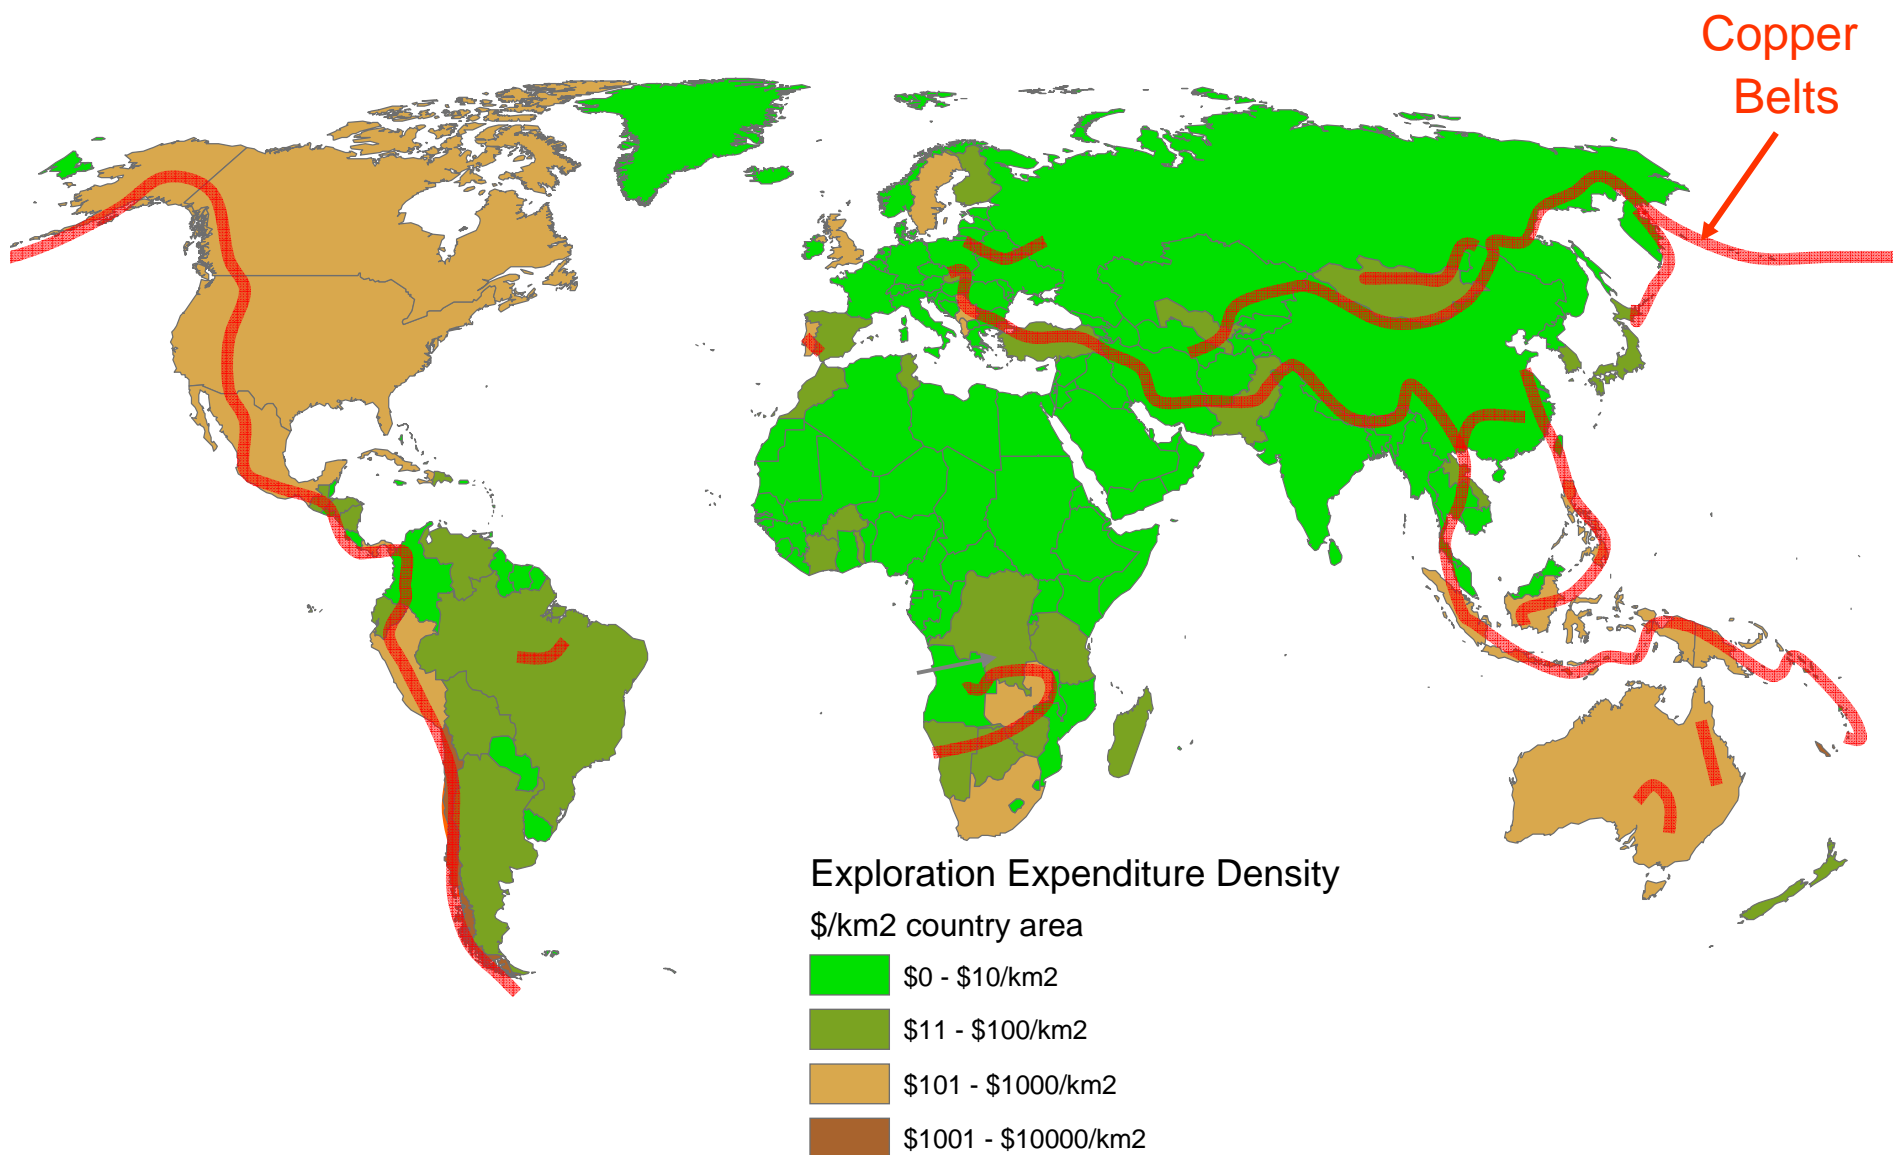 Copper
Belts
Exploration Expenditure Density
$/km2 country area
$0 - $10/km2
$11 - $100/km2
$101 - $1000/km2
$1001 - $10000/km2